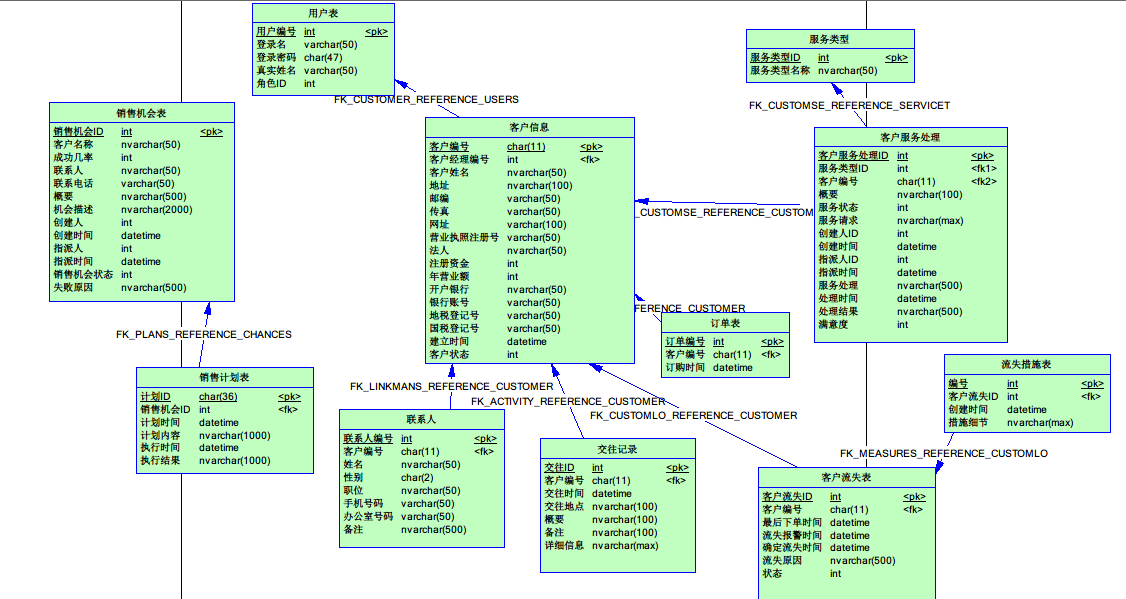 用户表
用户编号 int <pk>
登录名 varchar(50)
登录密码 char(47)
真实姓名 varchar(50)
角色ID int
服务类型
服务类型ID int <pk>
服务类型名称 nvarchar(50)
FK_CUSTOMER_REFERENCE_USERS
FK_CUSTOMSE_REFERENCE_SERVICET
销售机会表
销售机会ID int <pk>
客户名称 nvarchar(50)
成功几率 int
联系人 nvarchar(50)
联系电话 varchar(50)
概要 nvarchar(500)
机会描述 nvarchar(2000)
创建人 int
创建时间 datetime
指派人 int
指派时间 datetime
销售机会状态 int
失败原因 nvarchar(500)
客户信息
客户编号 char(11) <pk>
客户经理编号 int <fk>
客户姓名 nvarchar(50)
地址 nvarchar(100)
邮编 varchar(50)
传真 varchar(50)
网址 varchar(100)
营业执照注册号 varchar(50)
法人 nvarchar(50)
注册资金 int
年营业额 int
开户银行 nvarchar(50)
银行账号 varchar(50)
地税登记号 varchar(50)
国税登记号 varchar(50)
建立时间 datetime
客户状态 int
客户服务处理
客户服务处理ID int <pk>
服务类型ID int <fk1>
客户编号 char(11) <fk2>
概要 nvarchar(100)
服务状态 int
服务请求 nvarchar(max)
创建人ID int
创建时间 datetime
指派人ID int
指派时间 datetime
服务处理 nvarchar(500)
处理时间 datetime
处理结果 nvarchar(500)
满意度 int
_CUSTOMSE_REFERENCE_CUSTOM
FERENCE_CUSTOMER
订单表
订单编号 int <pk>
客户编号 char(11) <fk>
订购时间 datetime
FK_PLANS_REFERENCE_CHANCES
销售计划表
计划ID char(36) <pk>
销售机会ID int <fk>
计划时间 datetime
计划内容 nvarchar(1000)
执行时间 datetime
执行结果 nvarchar(1000)
流失措施表
编号 int <pk>
客户流失ID int <fk>
创建时间 datetime
措施细节 nvarchar(max)
FK_LINKMANS_REFERENCE_CUSTOMER
FK_ACTIVITY_REFERENCE_CUSTOMER
FK_CUSTOMLO_REFERENCE_CUSTOMER
FK_MEASURES_REFERENCE_CUSTOMLO
联系人
联系人编号 int <pk>
客户编号 char(11) <fk>
姓名 nvarchar(50)
性别 char(2)
职位 nvarchar(50)
手机号码 varchar(50)
办公室号码 varchar(50)
备注 nvarchar(500)
交往记录
交往ID int <pk>
客户编号 char(11) <fk>
交往时间 datetime
交往地点 nvarchar(100)
概要 nvarchar(100)
备注 nvarchar(100)
详细信息 nvarchar(max)
客户流失表
客户流失ID int <pk>
客户编号 char(11) <fk>
最后下单时间 datetime
流失报警时间 datetime
确定流失时间 datetime
流失原因 nvarchar(500)
状态 int